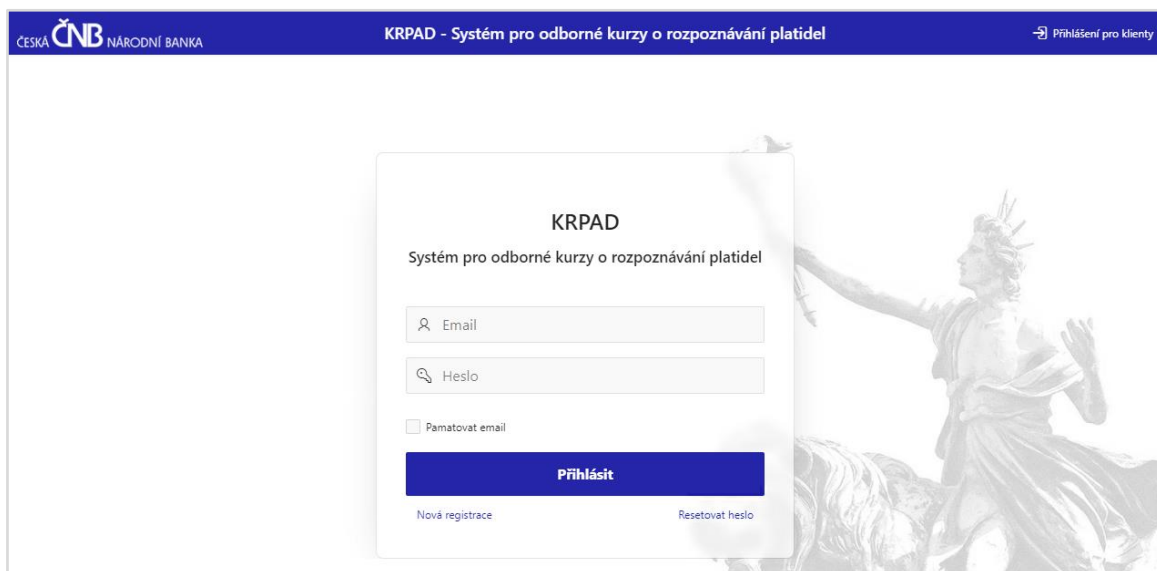 ČESKÁ ČNB NÁRODNÍ BANKA
KRPAD - Systém pro odborné kurzy o rozpoznávání platidel
Přihlášení pro klienty
KRPAD
Systém pro odborné kurzy o rozpoznávání platidel
Email
Heslo
Pamatovat email
Přihlásit
Nová registrace
Resetovat heslo